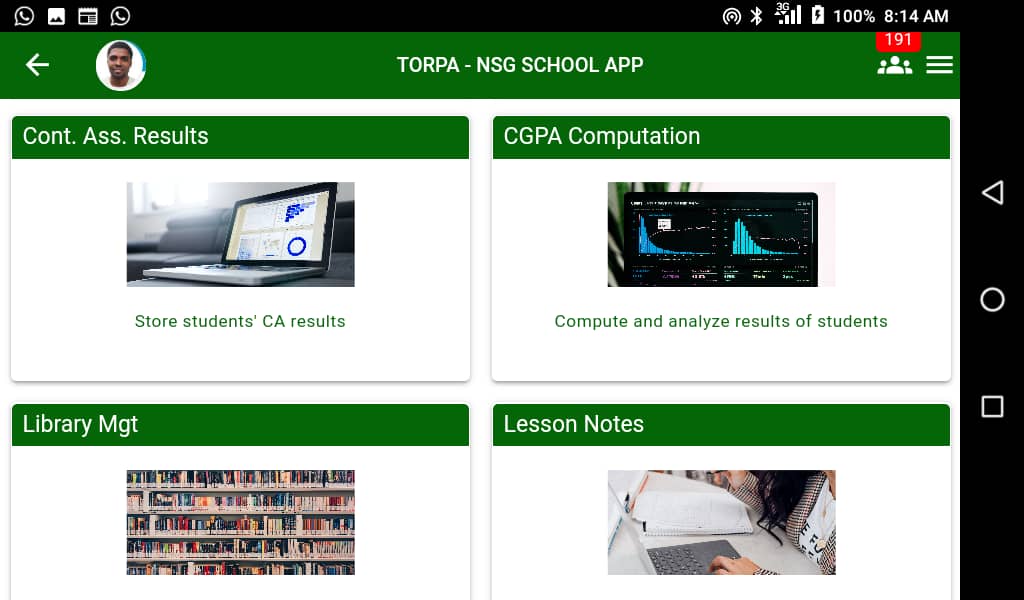 3G
100% 8:14 AM
191
TORPA - NSG SCHOOL APP
Cont. Ass. Results
CGPA Computation
Store students' CA results
Compute and analyze results of students
Library Mgt
Lesson Notes